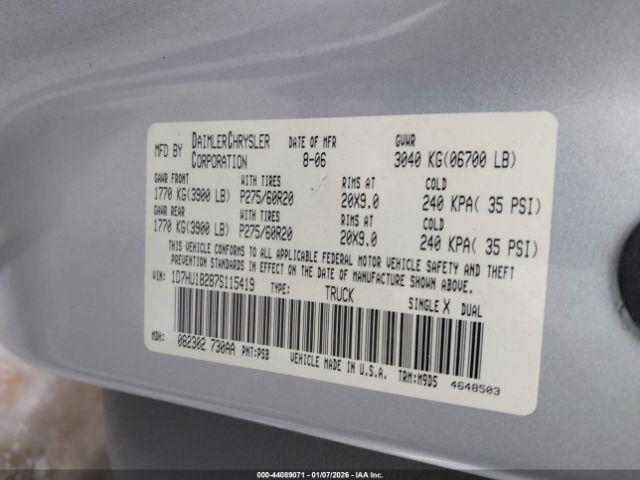 MFD BY DAIMLERCHRYSLER CORPORATION DATE OF MFR 8-06 GVWR 3040 KG(06700 LB)
GAWR FRONT WITH TIRES RIMS AT COLD
1770 KG(3900 LB) P275/60R20 20X9.0 240 KPA( 35 PSI)
GAWR REAR WITH TIRES RIMS AT COLD
1770 KG(3900 LB) P275/60R20 20X9.0 240 KPA( 35 PSI)
THIS VEHICLE CONFORMS TO ALL APPLICABLE FEDERAL MOTOR VEHICLE SAFETY AND THEFT
PREVENTION STANDARDS IN EFFECT ON THE DATE OF MANUFACTURE SHOWN ABOVE.
1D7HU18287S115419 TYPE: TRUCK SINGLE X DUAL
MDH: 082302 730AA PNT:PSB VEHICLE MADE IN U.S.A. TRM:M9D5 4648503
000-44089071 | 01/07/2026 - IAA Inc.